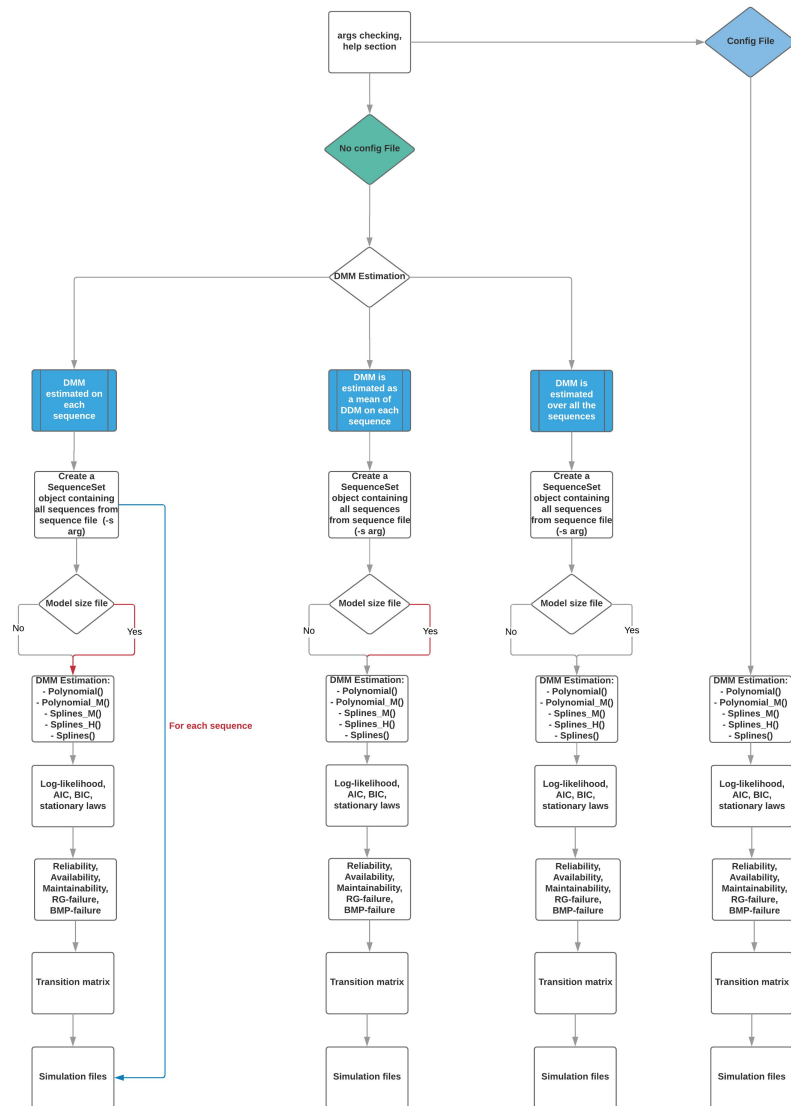 args checking,
help section
Config File
No config File
DMM Estimation
DMM
estimated on
each
sequence
DMM is
estimated as
a mean of
DDM on each
sequence
DMM is
estimated
over all the
sequences
Create a
SequenceSet
object containing
all sequences from
sequence file (-s
arg)
Create a
SequenceSet
object containing
all sequences
from sequence file
(-s arg)
Create a
SequenceSet
object containing
all sequences
from sequence file
(-s arg)
Model size file
No
Yes
Model size file
No
Yes
Model size file
No
Yes
DMM Estimation:
- Polynomial()
- Polynomial_M()
- Splines_M()
- Splines_H()
- Splines()
DMM Estimation:
- Polynomial()
- Polynomial_M()
- Splines_M()
- Splines_H()
- Splines()
DMM Estimation:
- Polynomial()
- Polynomial_M()
- Splines_M()
- Splines_H()
- Splines()
DMM Estimation:
- Polynomial()
- Polynomial_M()
- Splines_M()
- Splines_H()
- Splines()
For each sequence
Log-likelihood,
AIC, BIC,
stationary laws
Log-likelihood,
AIC, BIC,
stationary laws
Log-likelihood,
AIC, BIC,
stationary laws
Log-likelihood,
AIC, BIC,
stationary laws
Reliability,
Availability,
Maintainability,
RG-failure,
BMP-failure
Reliability,
Availability,
Maintainability,
RG-failure,
BMP-failure
Reliability,
Availability,
Maintainability,
RG-failure,
BMP-failure
Reliability,
Availability,
Maintainability,
RG-failure,
BMP-failure
Transition matrix
Transition matrix
Transition matrix
Transition matrix
Simulation files
Simulation files
Simulation files
Simulation files